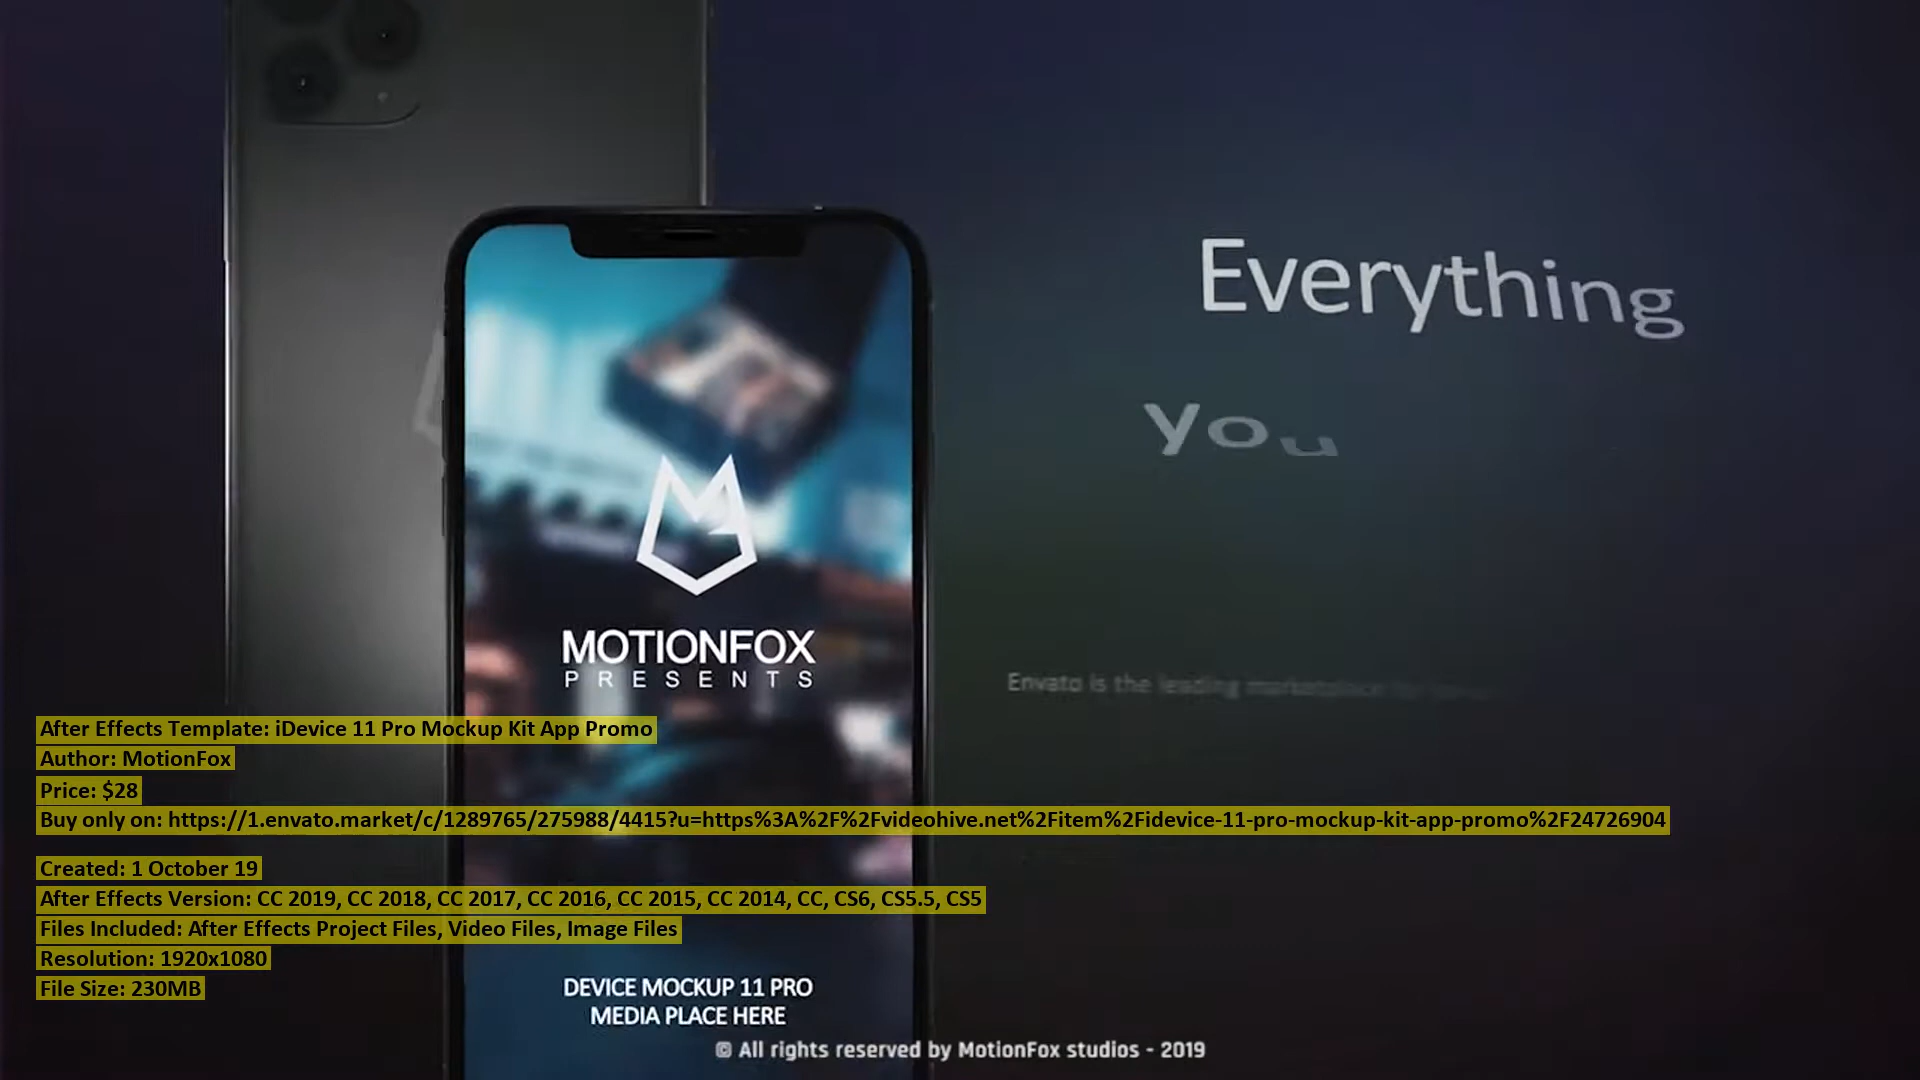 Everything
you
Envato is the leading marketplace for
MOTIONFOX
PRESENTS
After Effects Template: iDevice 11 Pro Mockup Kit App Promo
Author: MotionFox
Price: $28
Buy only on: https://1.envato.market/c/1289765/275988/4415?u=https%3A%2F%2Fvideohive.net%2Fitem%2Fidevice-11-pro-mockup-kit-app-promo%2F24726904
Created: 1 October 19
After Effects Version: CC 2019, CC 2018, CC 2017, CC 2016, CC 2015, CC 2014, CC, CS6, CS5.5, CS5
Files Included: After Effects Project Files, Video Files, Image Files
Resolution: 1920x1080
File Size: 230MB
DEVICE MOCKUP 11 PRO
MEDIA PLACE HERE
© All rights reserved by MotionFox studios - 2019